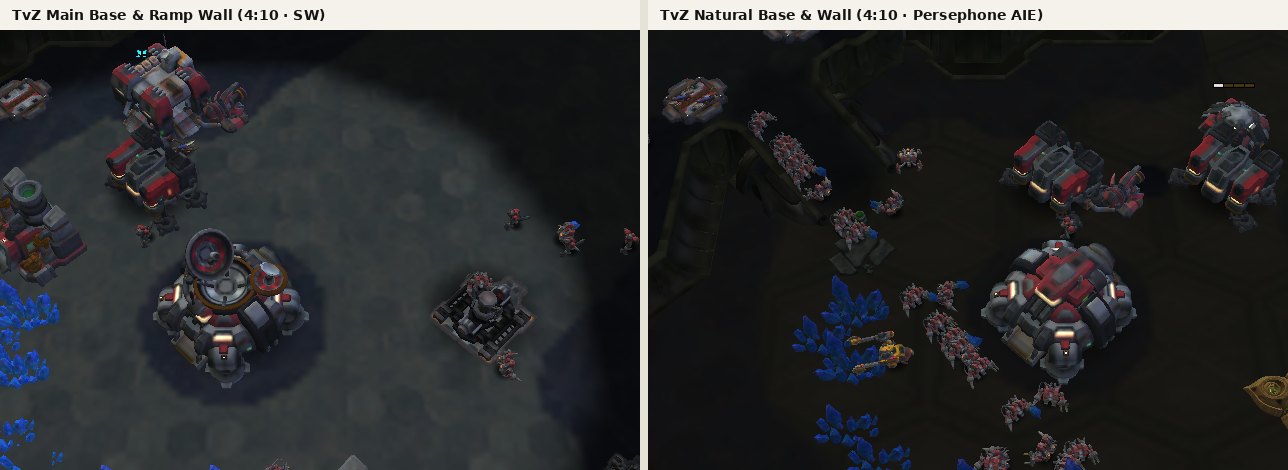 TvZ Main Base & Ramp Wall (4:10 · SW)
TvZ Natural Base & Wall (4:10 · Persephone AIE)